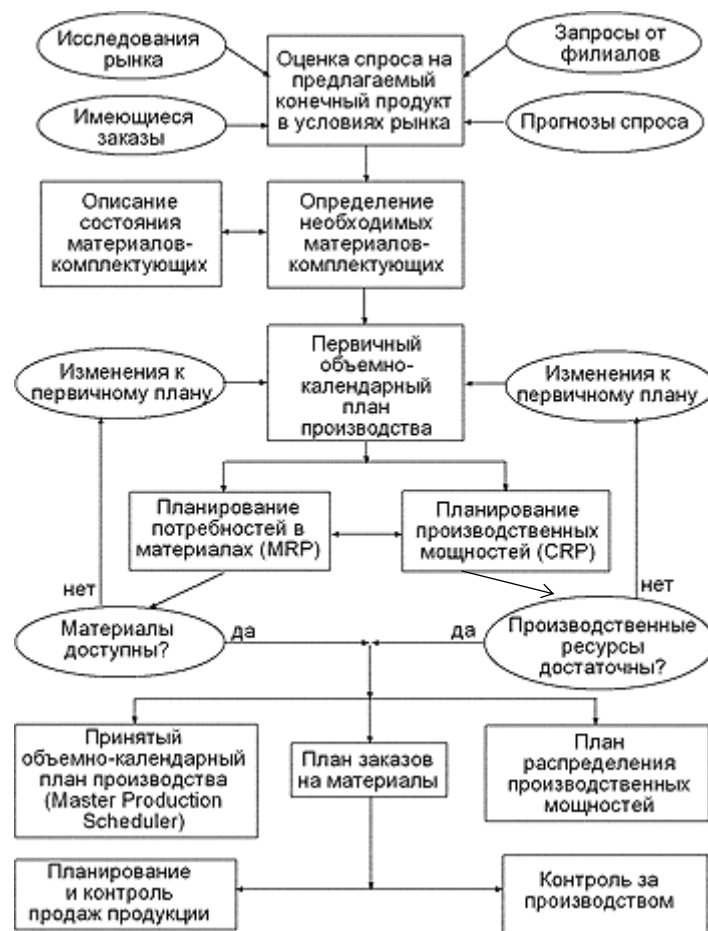 Исследования
рынка
Оценка спроса на
предлагаемый
конечный продукт
в условиях рынка
Запросы от
филиалов
Имеющиеся
заказы
Прогнозы спроса
Описание
состояния
материалов-
комплектующих
Определение
необходимых
материалов-
комплектующих
Первичный
объемно-
календарный
план
производства
Изменения к
первичному плану
Изменения к
первичному плану
Планирование
потребностей в
материалах (MRP)
Планирование
производственных
мощностей (CRP)
нет
нет
Материалы
доступны?
да
да
Производственные
ресурсы
достаточны?
Принятый
объемно-календарный
план производства
(Master Production
Scheduler)
План заказов
на материалы
План
распределения
производственных
мощностей
Планирование
и контроль
продаж продукции
Контроль за
производством